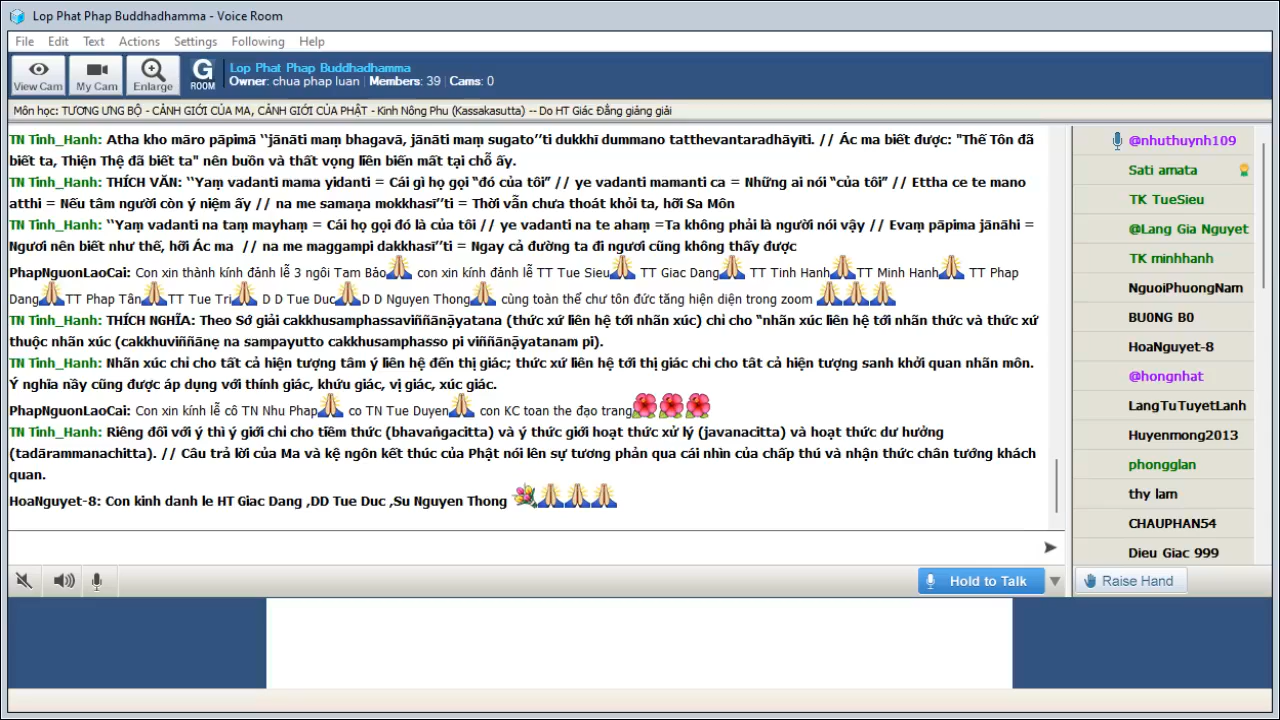 Lop Phat Phap Buddhadhamma - Voice Room
File Edit Text Actions Settings Following Help
View Cam My Cam Enlarge G ROOM
Lop Phat Phap Buddhadhamma
Owner: chua phap luan Members: 39 Cams: 0
Môn học: TƯƠNG ƯNG BỘ - CẢNH GIỚI CỦA MA, CẢNH GIỚI CỦA PHẬT - Kinh Nông Phu (Kassakasutta) -- Do HT Giác Đẳng giảng giải
TN Tinh_Hanh: Atha kho māro pāpimā ‘‘jānāti maṃ bhagavā, jānāti maṃ sugato’’ti dukkhī dummano tatthevantaradhāyīti. // Ác ma biết được: "Thế Tôn đã
biết ta, Thiện Thệ đã biết ta" nên buồn và thất vọng liền biến mất tại chỗ ấy.
TN Tinh_Hanh: THÍCH VĂN: ‘‘Yaṃ vadanti mama yidanti = Cái gì họ gọi “đó của tôi” // ye vadanti mamanti ca = Những ai nói “của tôi” // Ettha ce te mano
atthi = Nếu tâm người còn ý niệm ấy // na me samaṇa mokkhasī’’ti = Thời vẫn chưa thoát khỏi ta, hỡi Sa Môn
TN Tinh_Hanh: ‘‘Yaṃ vadanti na taṃ mayhaṃ = Cái họ gọi đó là của tôi // ye vadanti na te ahaṃ =Ta không phải là người nói vậy // Evaṃ pāpima jānāhi =
Ngươi nên biết như thế, hỡi Ác ma // na me maggampi dakkhasī’’ti = Ngay cả đường ta đi ngươi cũng không thấy được
PhapNguonLaoCai: Con xin thành kính đảnh lễ 3 ngôi Tam Bảo con xin kính đảnh lễ TT Tue Sieu TT Giac Dang TT Tinh Hanh TT Minh Hanh TT Phap
Dang TT Phap Tân TT Tue Tri D D Tue Duc D D Nguyen Thong cùng toàn thể chư tôn đức tăng hiện diện trong zoom
TN Tinh_Hanh: THÍCH NGHĨA: Theo Sớ giải cakkhusamphassaviññāṇāyatana (thức xứ liên hệ tới nhãn xúc) chỉ cho “nhãn xúc liên hệ tới nhãn thức và thức xứ
thuộc nhãn xúc (cakkhuviññāṇe na sampayutto cakkhusamphasso pi viññāṇāyatanam pi).
TN Tinh_Hanh: Nhãn xúc chỉ cho tất cả hiện tượng tâm ý liên hệ đến thị giác; thức xứ liên hệ tới thị giác chỉ cho tât cả hiện tượng sanh khởi quan nhãn môn.
Ý nghĩa nầy cũng được áp dụng với thính giác, khứu giác, vị giác, xúc giác.
PhapNguonLaoCai: Con xin kính lễ cô TN Nhu Phap co TN Tue Duyen con KC toan the đạo trang
TN Tinh_Hanh: Riêng đối với ý thì ý giới chỉ cho tiềm thức (bhavaṅgacitta) và ý thức giới hoạt thức xử lý (javanacitta) và hoạt thức dư hưởng
(tadārammanachitta). // Câu trả lời của Ma và kệ ngôn kết thúc của Phật nói lên sự tương phản qua cái nhìn của chấp thủ và nhận thức chân tướng khách
quan.
HoaNguyet-8: Con kinh danh le HT Giac Dang ,DD Tue Duc ,Su Nguyen Thong
Hold to Talk
@nhuthuynh109
Sati amata
TK TueSieu
@Lang Gia Nguyet
TK minhhanh
NguoiPhuongNam
BU0NG B0
HoaNguyet-8
@hongnhat
LangTuTuyetLanh
Huyenmong2013
phongglan
thy lam
CHAUPHAN54
Dieu Giac 999
Raise Hand